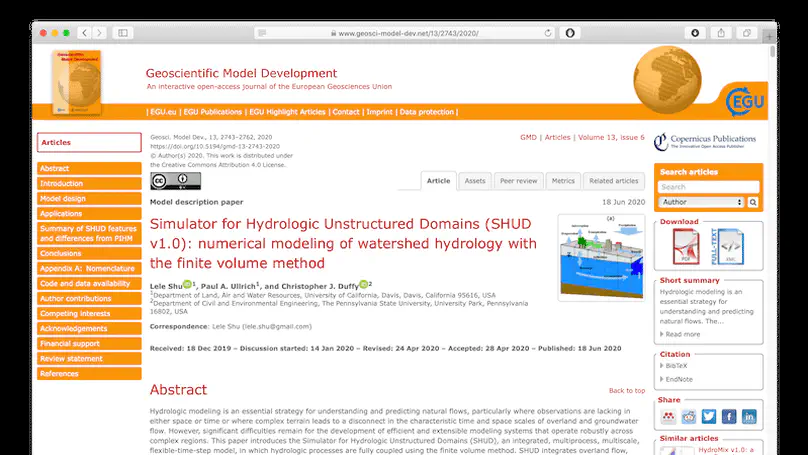 www.geosci-model-dev.net/13/2743/2020/
Geoscientific Model Development
An interactive open-access journal of the European Geosciences Union
| EGU.eu | EGU Publications | EGU Highlight Articles | Contact | Imprint | Data protection |
EGU
Articles
Abstract
Introduction
Model design
Applications
Summary of SHUD features
and differences from PIHM
Conclusions
Appendix A: Nomenclature
Code and data availability
Author contributions
Competing interests
Acknowledgements
Financial support
Review statement
References
Geosci. Model Dev., 13, 2743–2762, 2020
https://doi.org/10.5194/gmd-13-2743-2020
© Author(s) 2020. This work is distributed under
the Creative Commons Attribution 4.0 License.
cc
BY
GMD | Articles | Volume 13, issue 6
Article
Assets
Peer review
Metrics
Related articles
Model description paper
18 Jun 2020
Simulator for Hydrologic Unstructured Domains (SHUD
v1.0): numerical modeling of watershed hydrology with
the finite volume method
(a)
Lele Shu iD 1, Paul A. Ullrich1, and Christopher J. Duffy iD 2
1Department of Land, Air and Water Resources, University of California, Davis, Davis, California 95616, USA
2Department of Civil and Environmental Engineering, The Pennsylvania State University, University Park, Pennsylvania
16802, USA
Correspondence: Lele Shu (lele.shu@gmail.com)
Received: 18 Dec 2019 – Discussion started: 14 Jan 2020 – Revised: 24 Apr 2020 – Accepted: 28 Apr 2020 – Published: 18 Jun 2020
Abstract
Back to top
Hydrologic modeling is an essential strategy for understanding and predicting natural flows, particularly where observations are lacking in
either space or time or where complex terrain leads to a disconnect in the characteristic time and space scales of overland and groundwater
flow. However, significant difficulties remain for the development of efficient and extensible modeling systems that operate robustly across
complex regions. This paper introduces the Simulator for Hydrologic Unstructured Domains (SHUD), an integrated, multiprocess, multiscale,
flexible-time-step model, in which hydrologic processes are fully coupled using the finite volume method. SHUD integrates overland flow,
Copernicus Publications
The Innovative Open Access Publisher
Search articles
Search
Author
Download
PDF
FULL-TEXT
XML
Short summary
Hydrologic modeling is an
essential strategy for
understanding and predicting
natural flows. The...
Read more
Citation
BibTeX
EndNote
Share
Similar articles
HydroMix v1.0: a